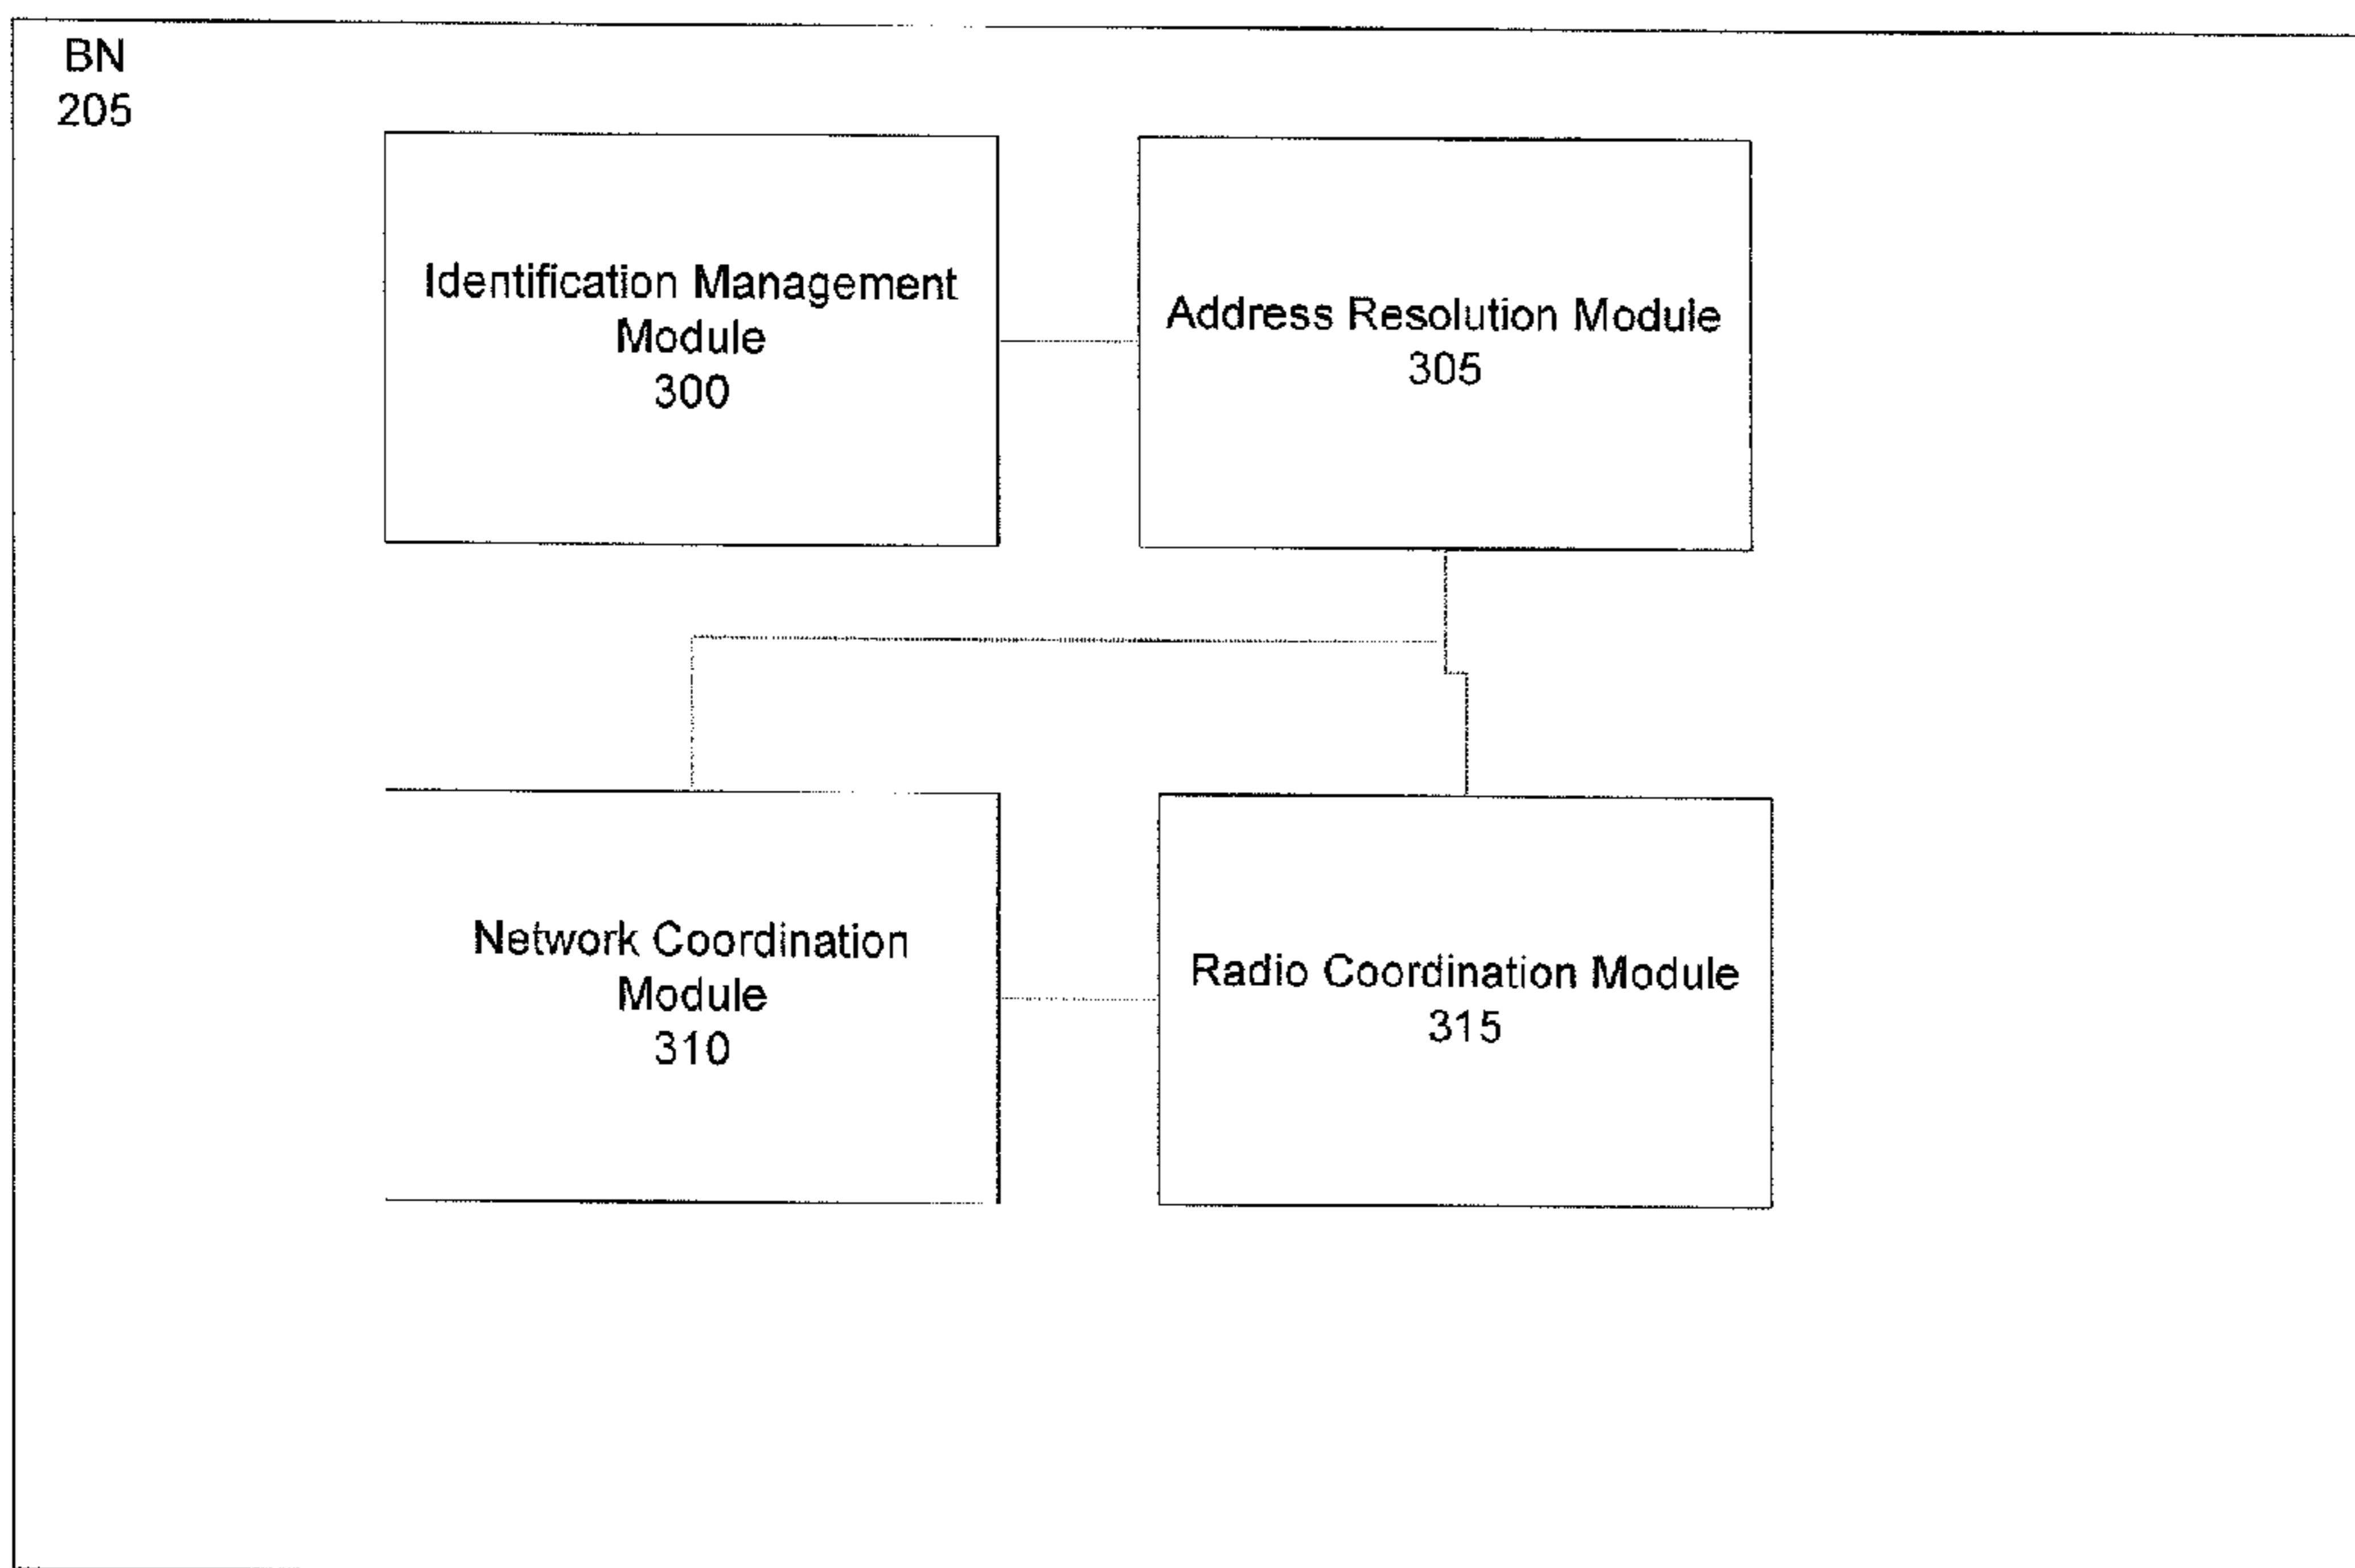 BN
205
Identification Management
Module
300
Address Resolution Module
305
Network Coordination
Module
310
Radio Coordination Module
315